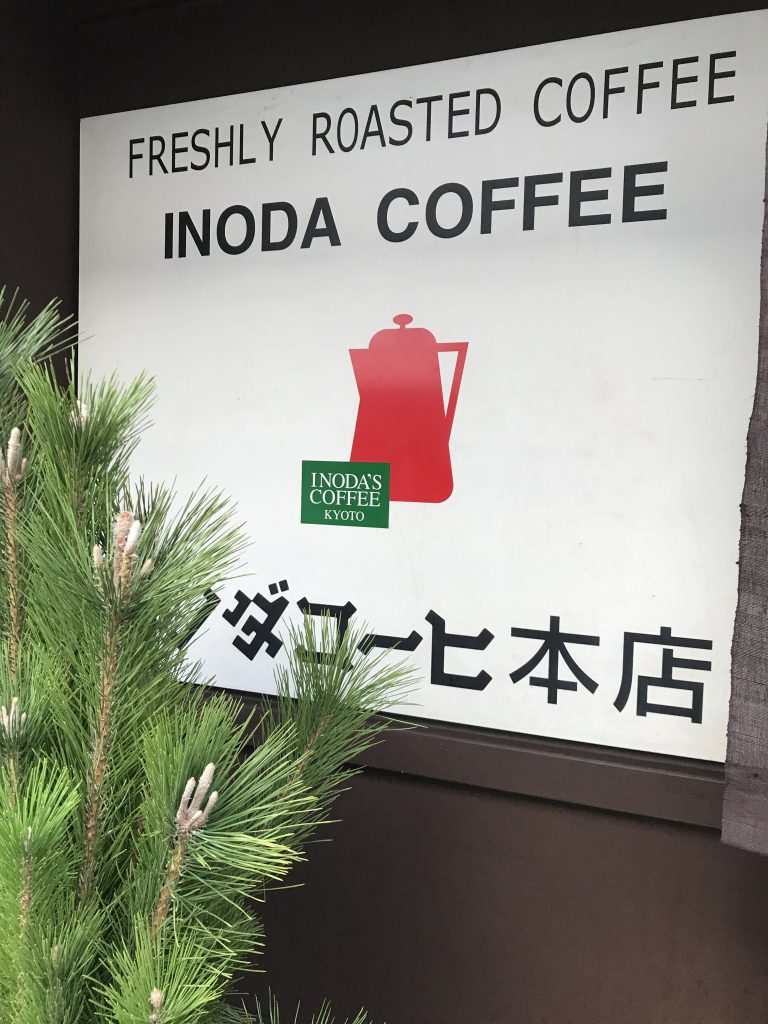 FRESHLY ROASTED COFFEE
INODA COFFEE
INODA'S
COFFEE
KYOTO
ノダコーヒ本店